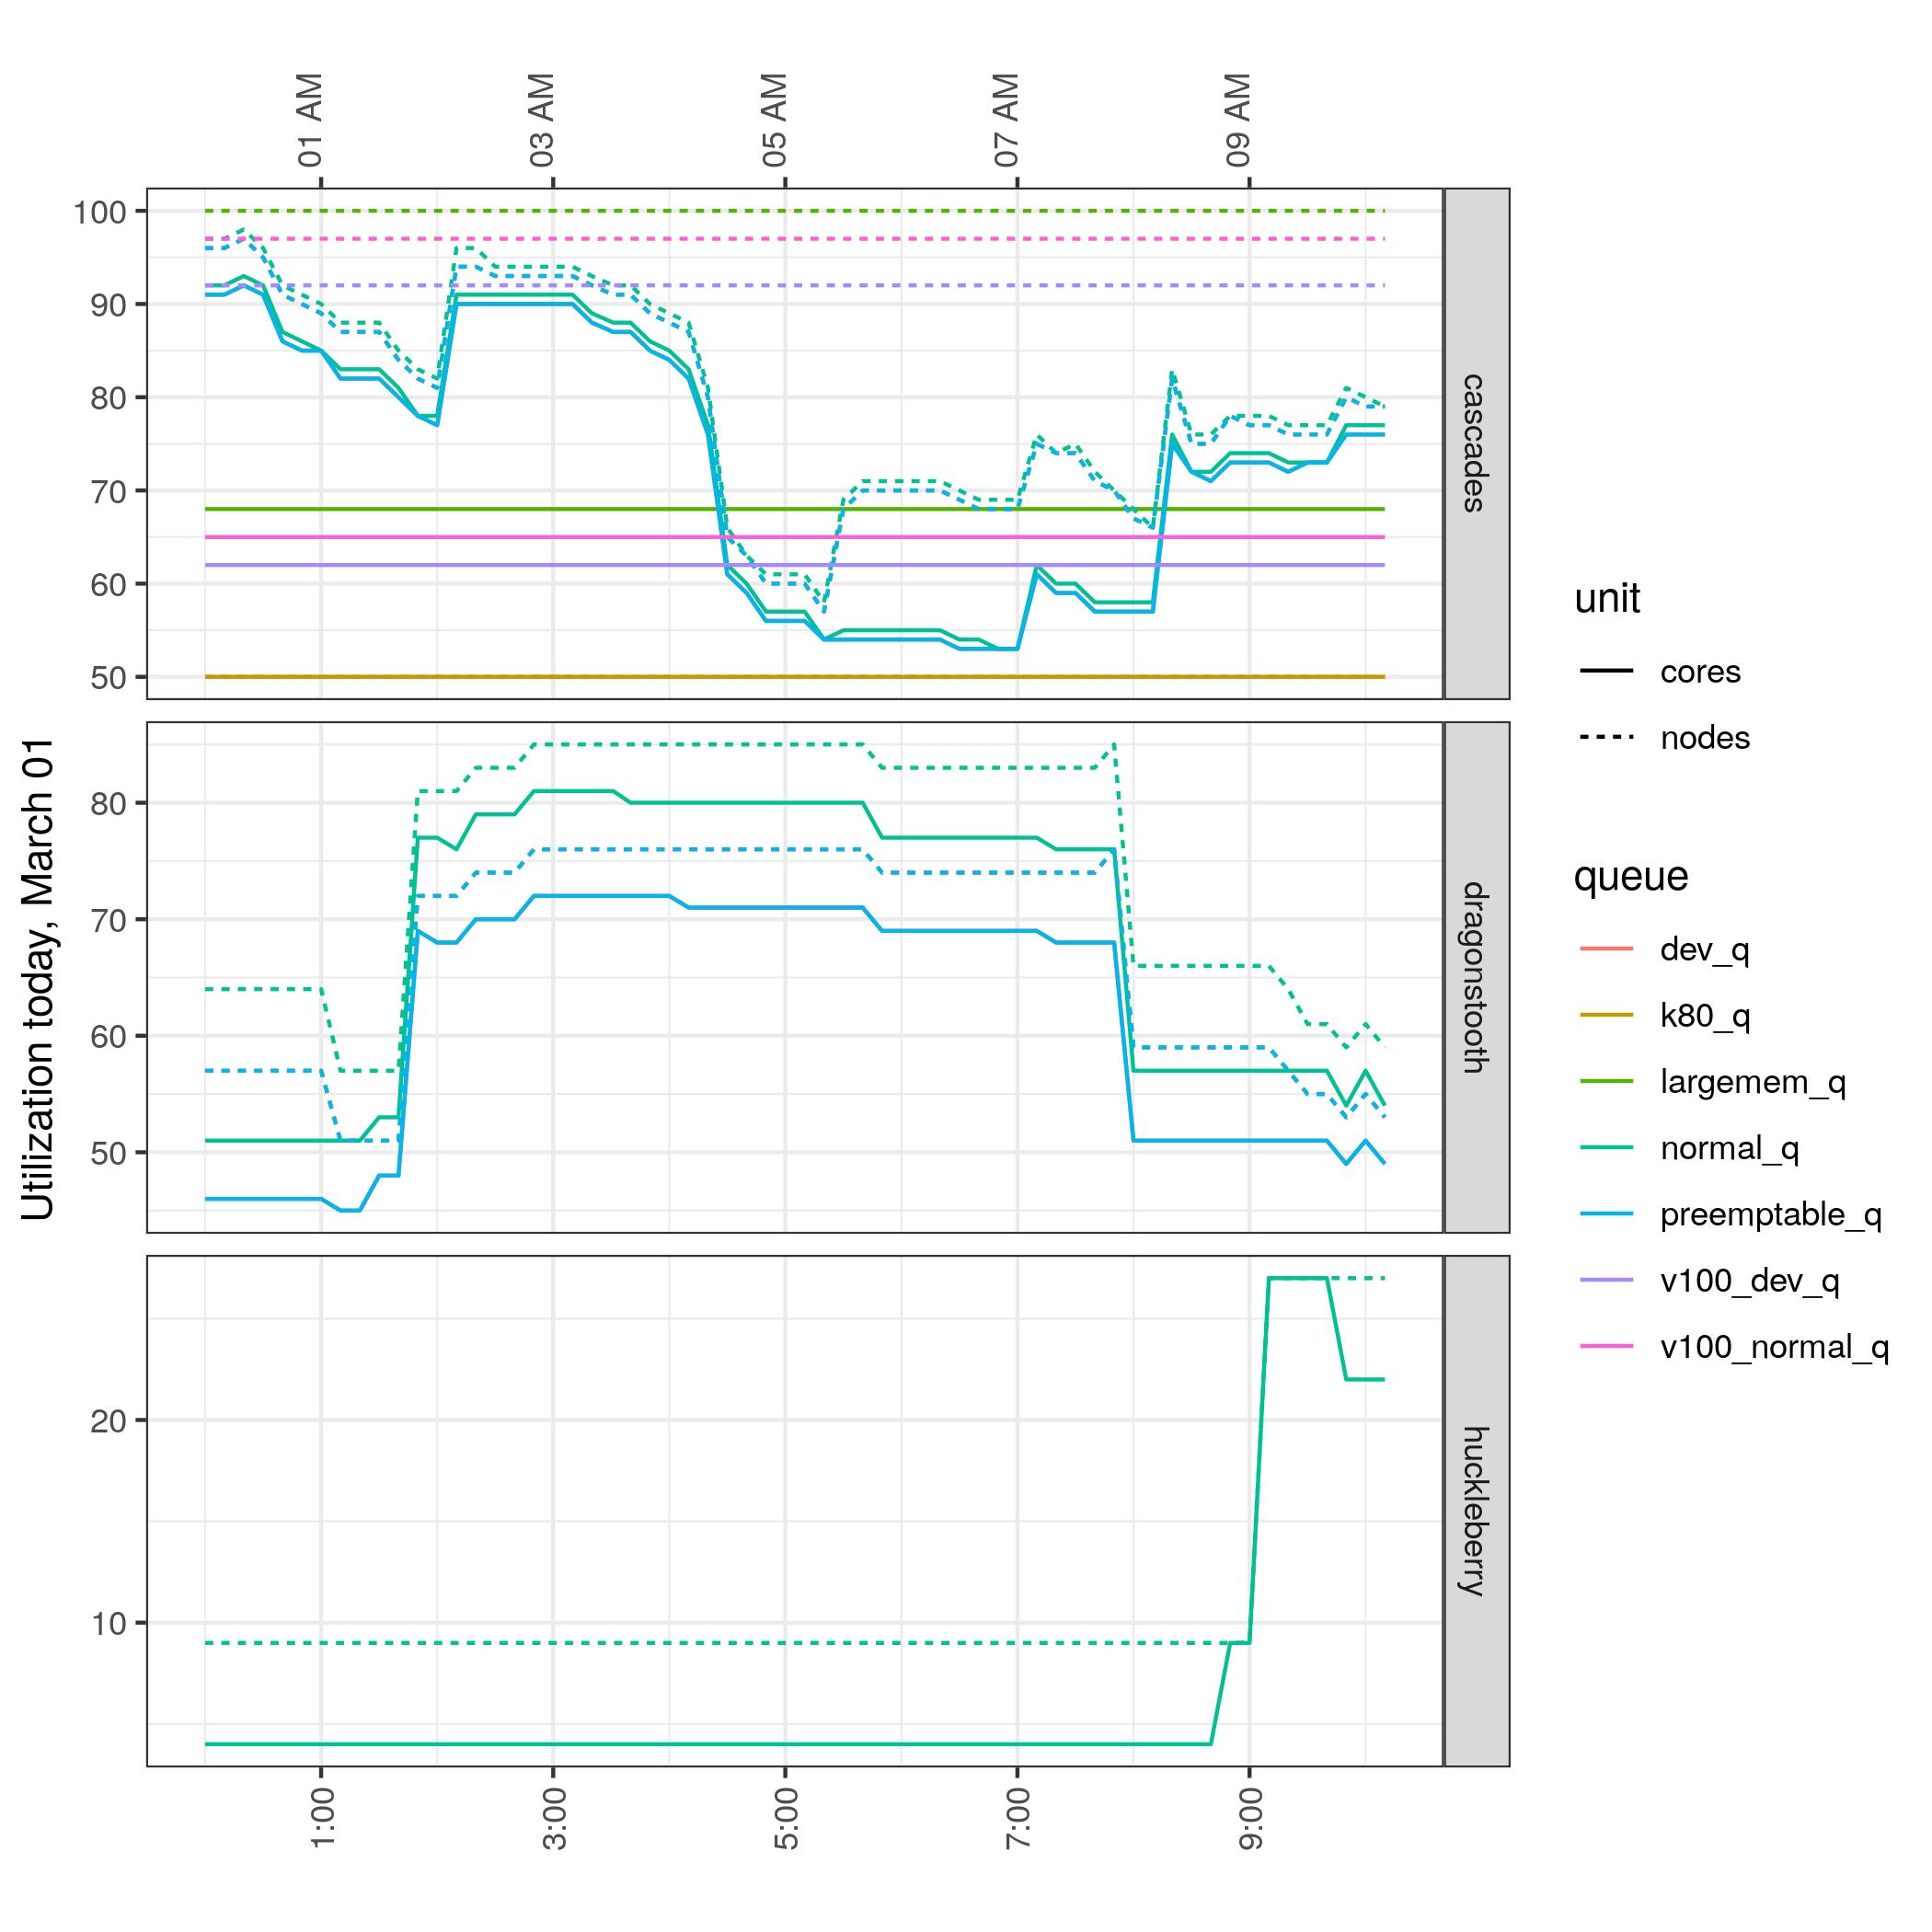 01 AM
03 AM
05 AM
07 AM
09 AM
Utilization today, March 01
100
90
80
70
60
50
cascades
80
70
60
50
dragonstooth
20
10
huckleberry
1:00
3:00
5:00
7:00
9:00
unit
cores
nodes
queue
dev_q
k80_q
largemem_q
normal_q
preemptable_q
v100_dev_q
v100_normal_q